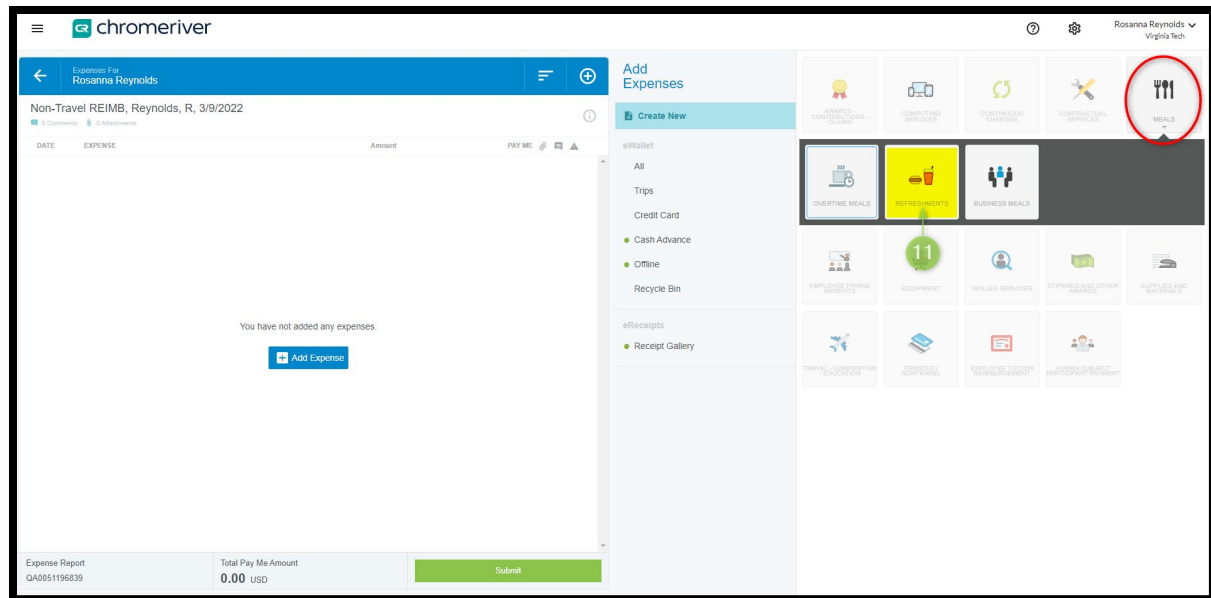 chromeriver
Rosanna Reynolds
Virginia Tech
Expenses For
Rosanna Reynolds
Non-Travel REIMB, Reynolds, R, 3/9/2022
0 Comments 0 Attachments
DATE EXPENSE Amount PAY ME
You have not added any expenses.
Add Expense
Expense Report
QA0051196839
Total Pay Me Amount
0.00 USD
Submit
Add
Expenses
Create New
eWallet
All
Trips
Credit Card
Cash Advance
Offline
Recycle Bin
eReceipts
Receipt Gallery
AWARDS -
CONTRIBUTIONS -
CLAIMS
COMPUTING
SERVICES
CONTINUOUS
CHARGES
CONTRACTUAL
SERVICES
MEALS
OVERTIME MEALS
REFRESHMENTS
BUSINESS MEALS
11
EMPLOYEE FRINGE
BENEFITS
EQUIPMENT
SKILLED SERVICES
STIPENDS AND OTHER
AWARDS
SUPPLIES AND
MATERIALS
TRAVEL - CONVENTION
/ EDUCATION
ITEMIZED /
NONTRAVEL
EMPLOYEE TUITION
REIMBURSEMENT
HUMAN SUBJECT
PARTICIPANT PAYMENT